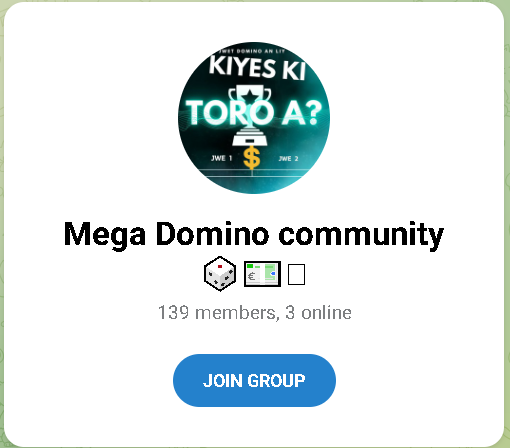 JWET DOMINO AN LIY
KIYES KI
TORO A?
JWE 1 JWE 2
$
Mega Domino community
🎲 💶
139 members, 3 online
JOIN GROUP